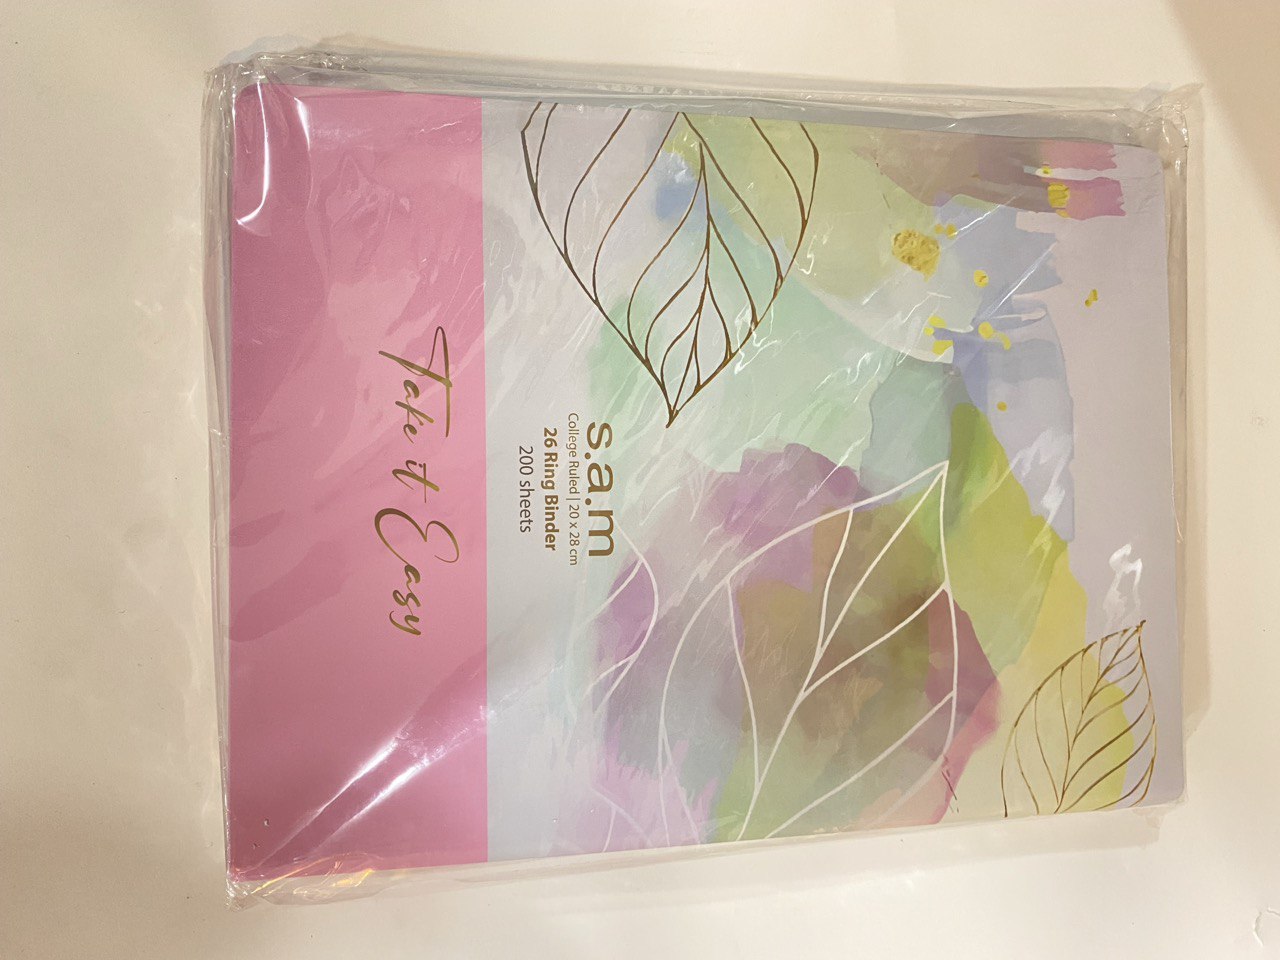 s.a.m
College Ruled | 20 x 28 cm
26 Ring Binder
200 sheets
Take it Easy